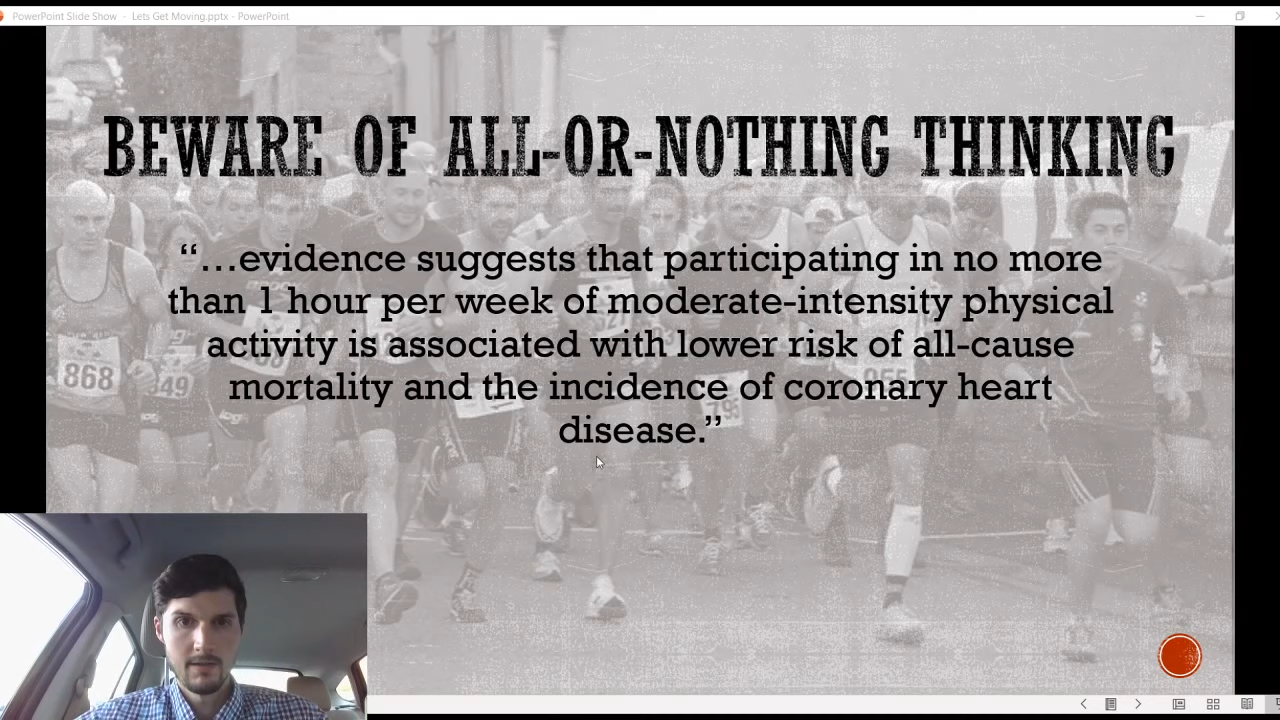 PowerPoint Slide Show - Lets Get Moving.pptx - PowerPoint
BEWARE OF ALL-OR-NOTHING THINKING
“…evidence suggests that participating in no more
than 1 hour per week of moderate-intensity physical
activity is associated with lower risk of all-cause
mortality and the incidence of coronary heart
disease.”
868